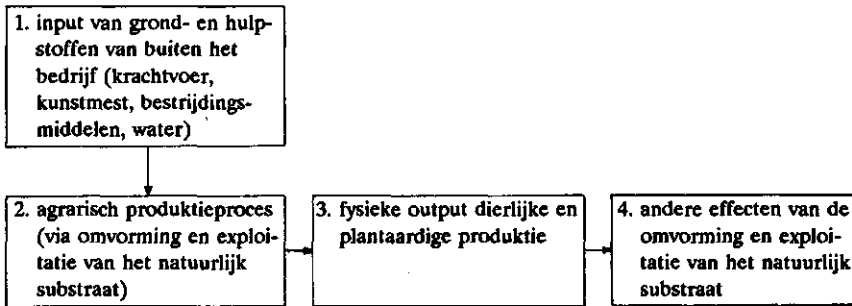 1. input van grond- en hulp-
stoffen van buiten het
bedrijf (krachtvoer,
kunstmest, bestrijdings-
middelen, water)
2. agrarisch produktieproces
(via omvorming en exploi-
tatie van het natuurlijk
substraat)
3. fysieke output dierlijke en
plantaardige produktie
4. andere effecten van de
omvorming en exploi-
tatie van het natuurlijk
substraat